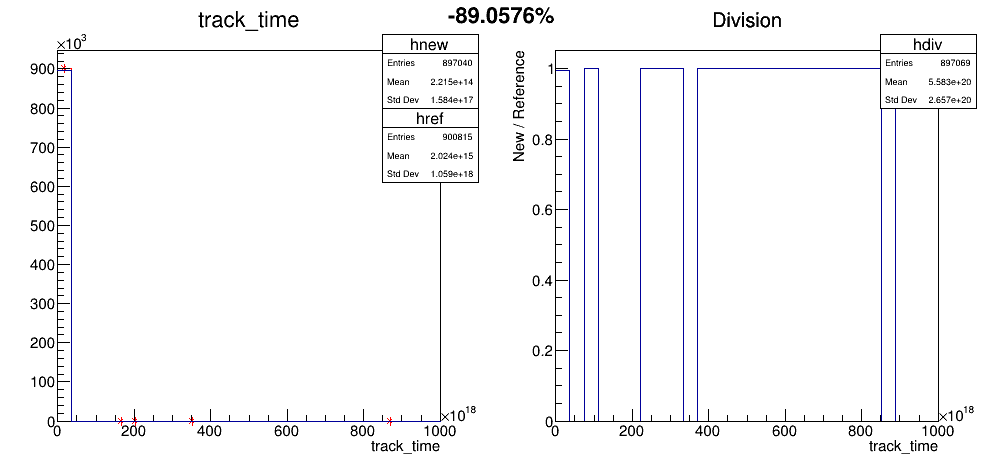 -89.0576%
track_time
×10³
hnew
Entries 897040
Mean 2.215e+14
Std Dev 1.584e+17
href
Entries 900815
Mean 2.024e+15
Std Dev 1.059e+18
900
800
700
600
500
400
300
200
100
0
0 200 400 600 800 1000
×10¹⁸
track_time
Division
hdiv
Entries 897069
Mean 5.583e+20
Std Dev 2.657e+20
New / Reference
1
0.8
0.6
0.4
0.2
0
0 200 400 600 800 1000
×10¹⁸
track_time